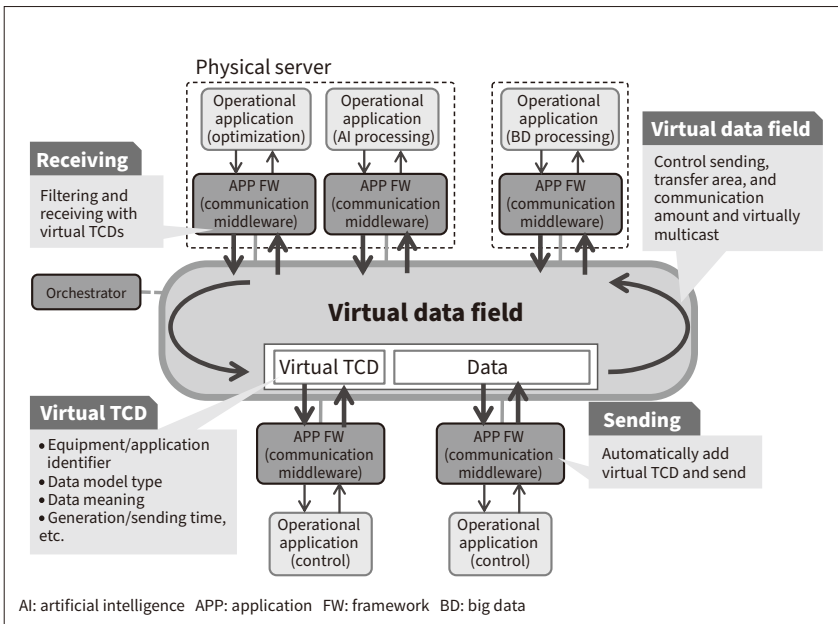 Physical server
Operational
application
(optimization)
Operational
application
(AI processing)
Operational
application
(BD processing)
APP FW
(communication
middleware)
APP FW
(communication
middleware)
APP FW
(communication
middleware)
Receiving
Filtering and
receiving with
virtual TCDs
Virtual data field
Control sending,
transfer area, and
communication
amount and virtually
multicast
Orchestrator
Virtual data field
Virtual TCD
Data
Virtual TCD
• Equipment/application
identifier
• Data model type
• Data meaning
• Generation/sending time,
etc.
APP FW
(communication
middleware)
APP FW
(communication
middleware)
Sending
Automatically add
virtual TCD and send
Operational
application
(control)
Operational
application
(control)
AI: artificial intelligence APP: application FW: framework BD: big data